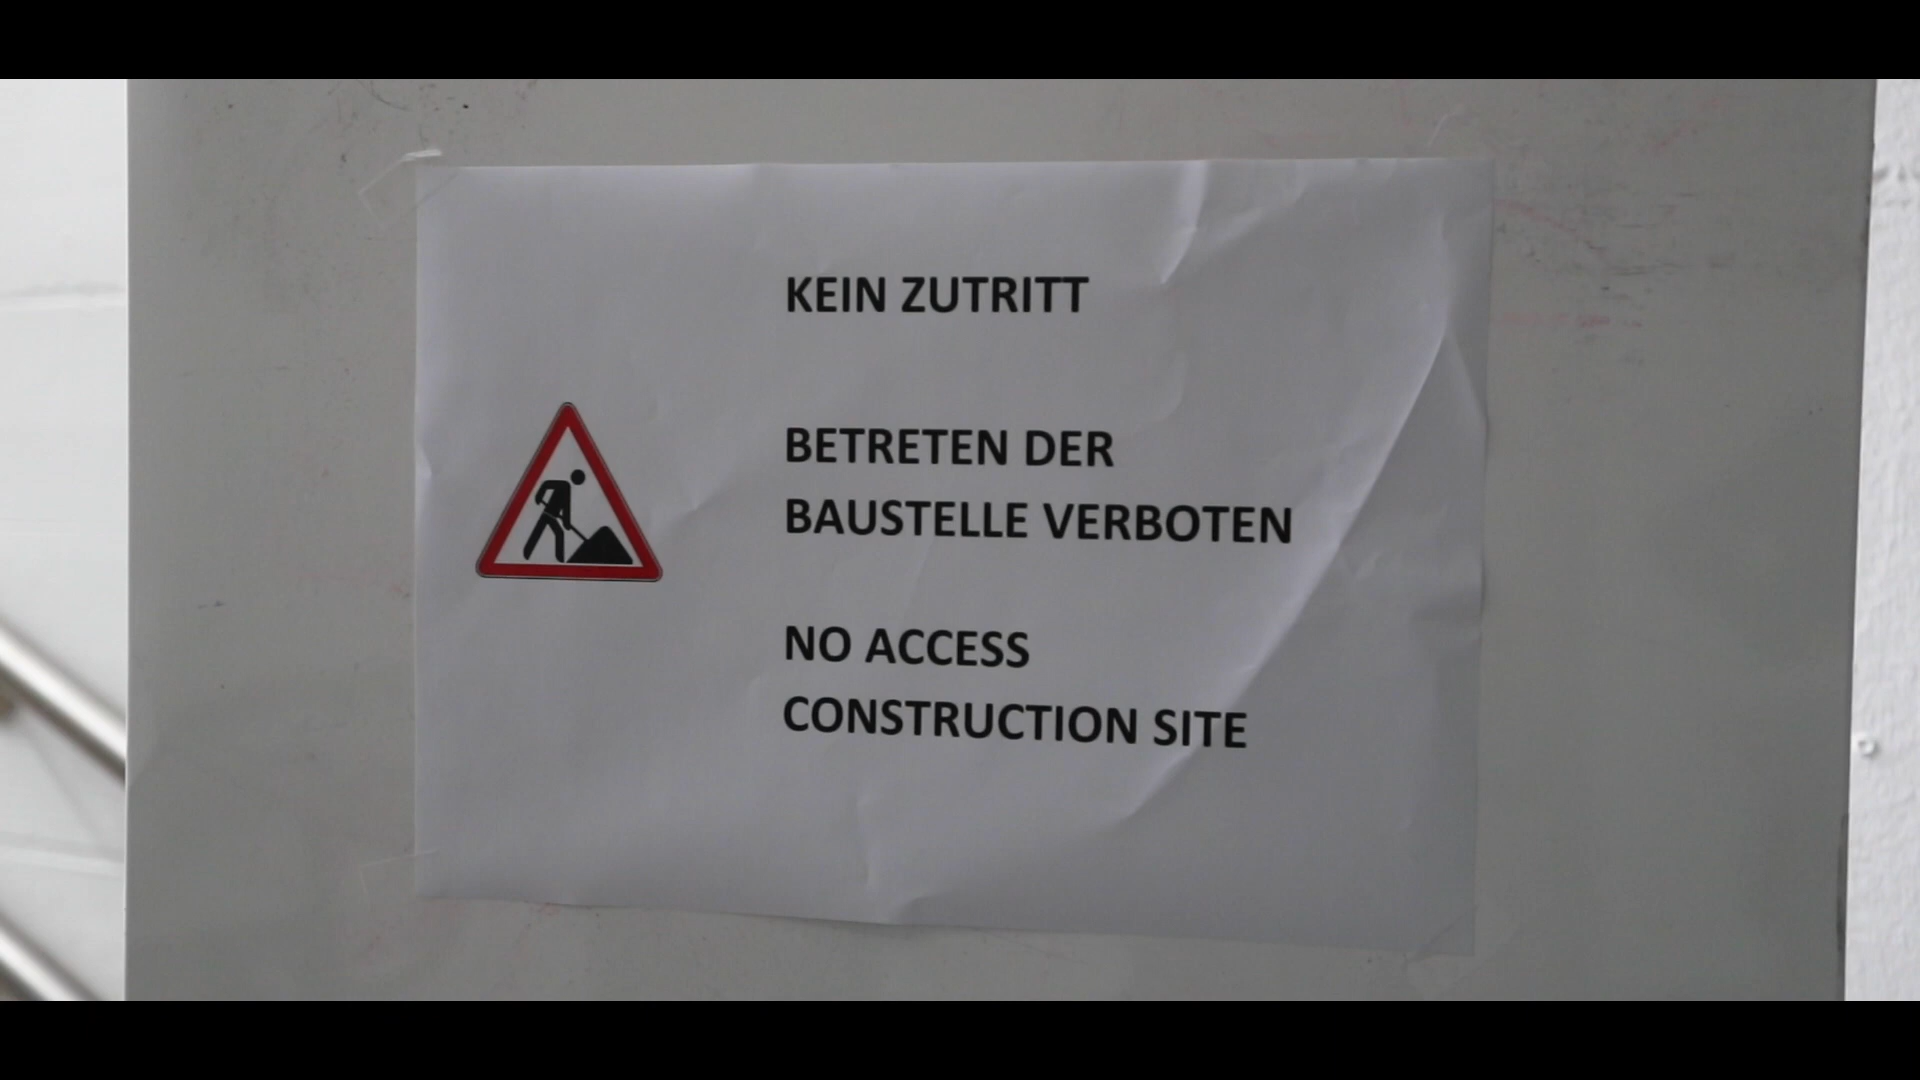 KEIN ZUTRITT
BETRETEN DER
BAUSTELLE VERBOTEN
NO ACCESS
CONSTRUCTION SITE